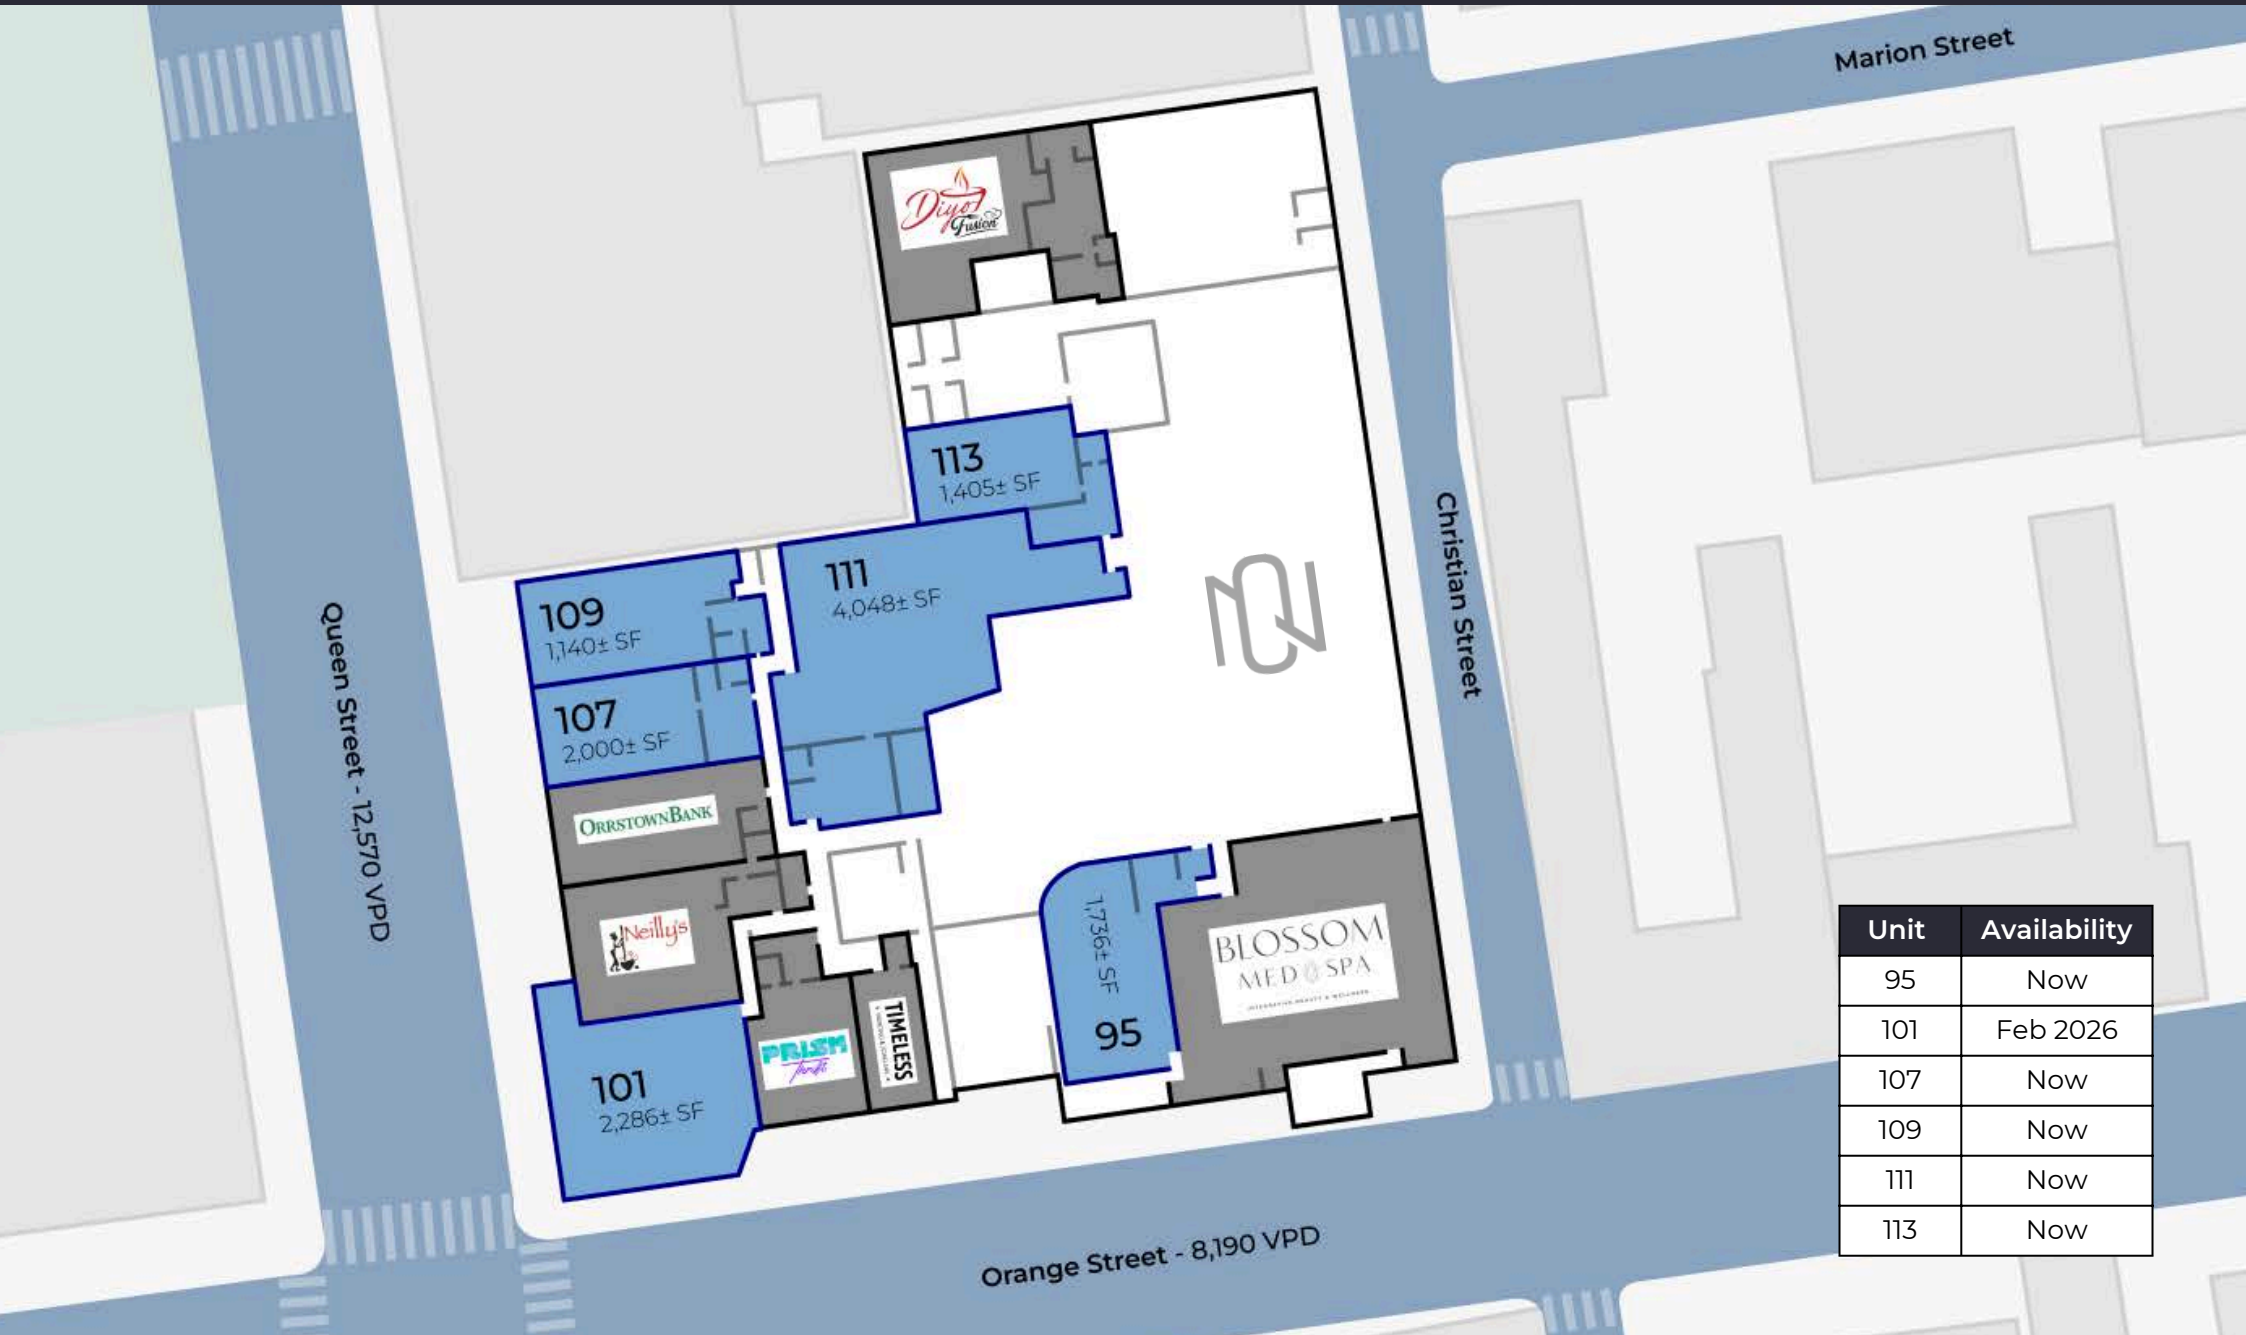 Marion Street
Diyo
Fusion
113
1,405± SF
111
4,048± SF
109
1,140± SF
107
2,000± SF
Christian Street
Queen Street - 12,570 VPD
ORRSTOWNBANK
Neilly's
BLOSSOM
MED SPA
1,736± SF
95
PRISM
TIMELESS
101
2,286± SF
Orange Street - 8,190 VPD
Unit Availability
95 Now
101 Feb 2026
107 Now
109 Now
111 Now
113 Now